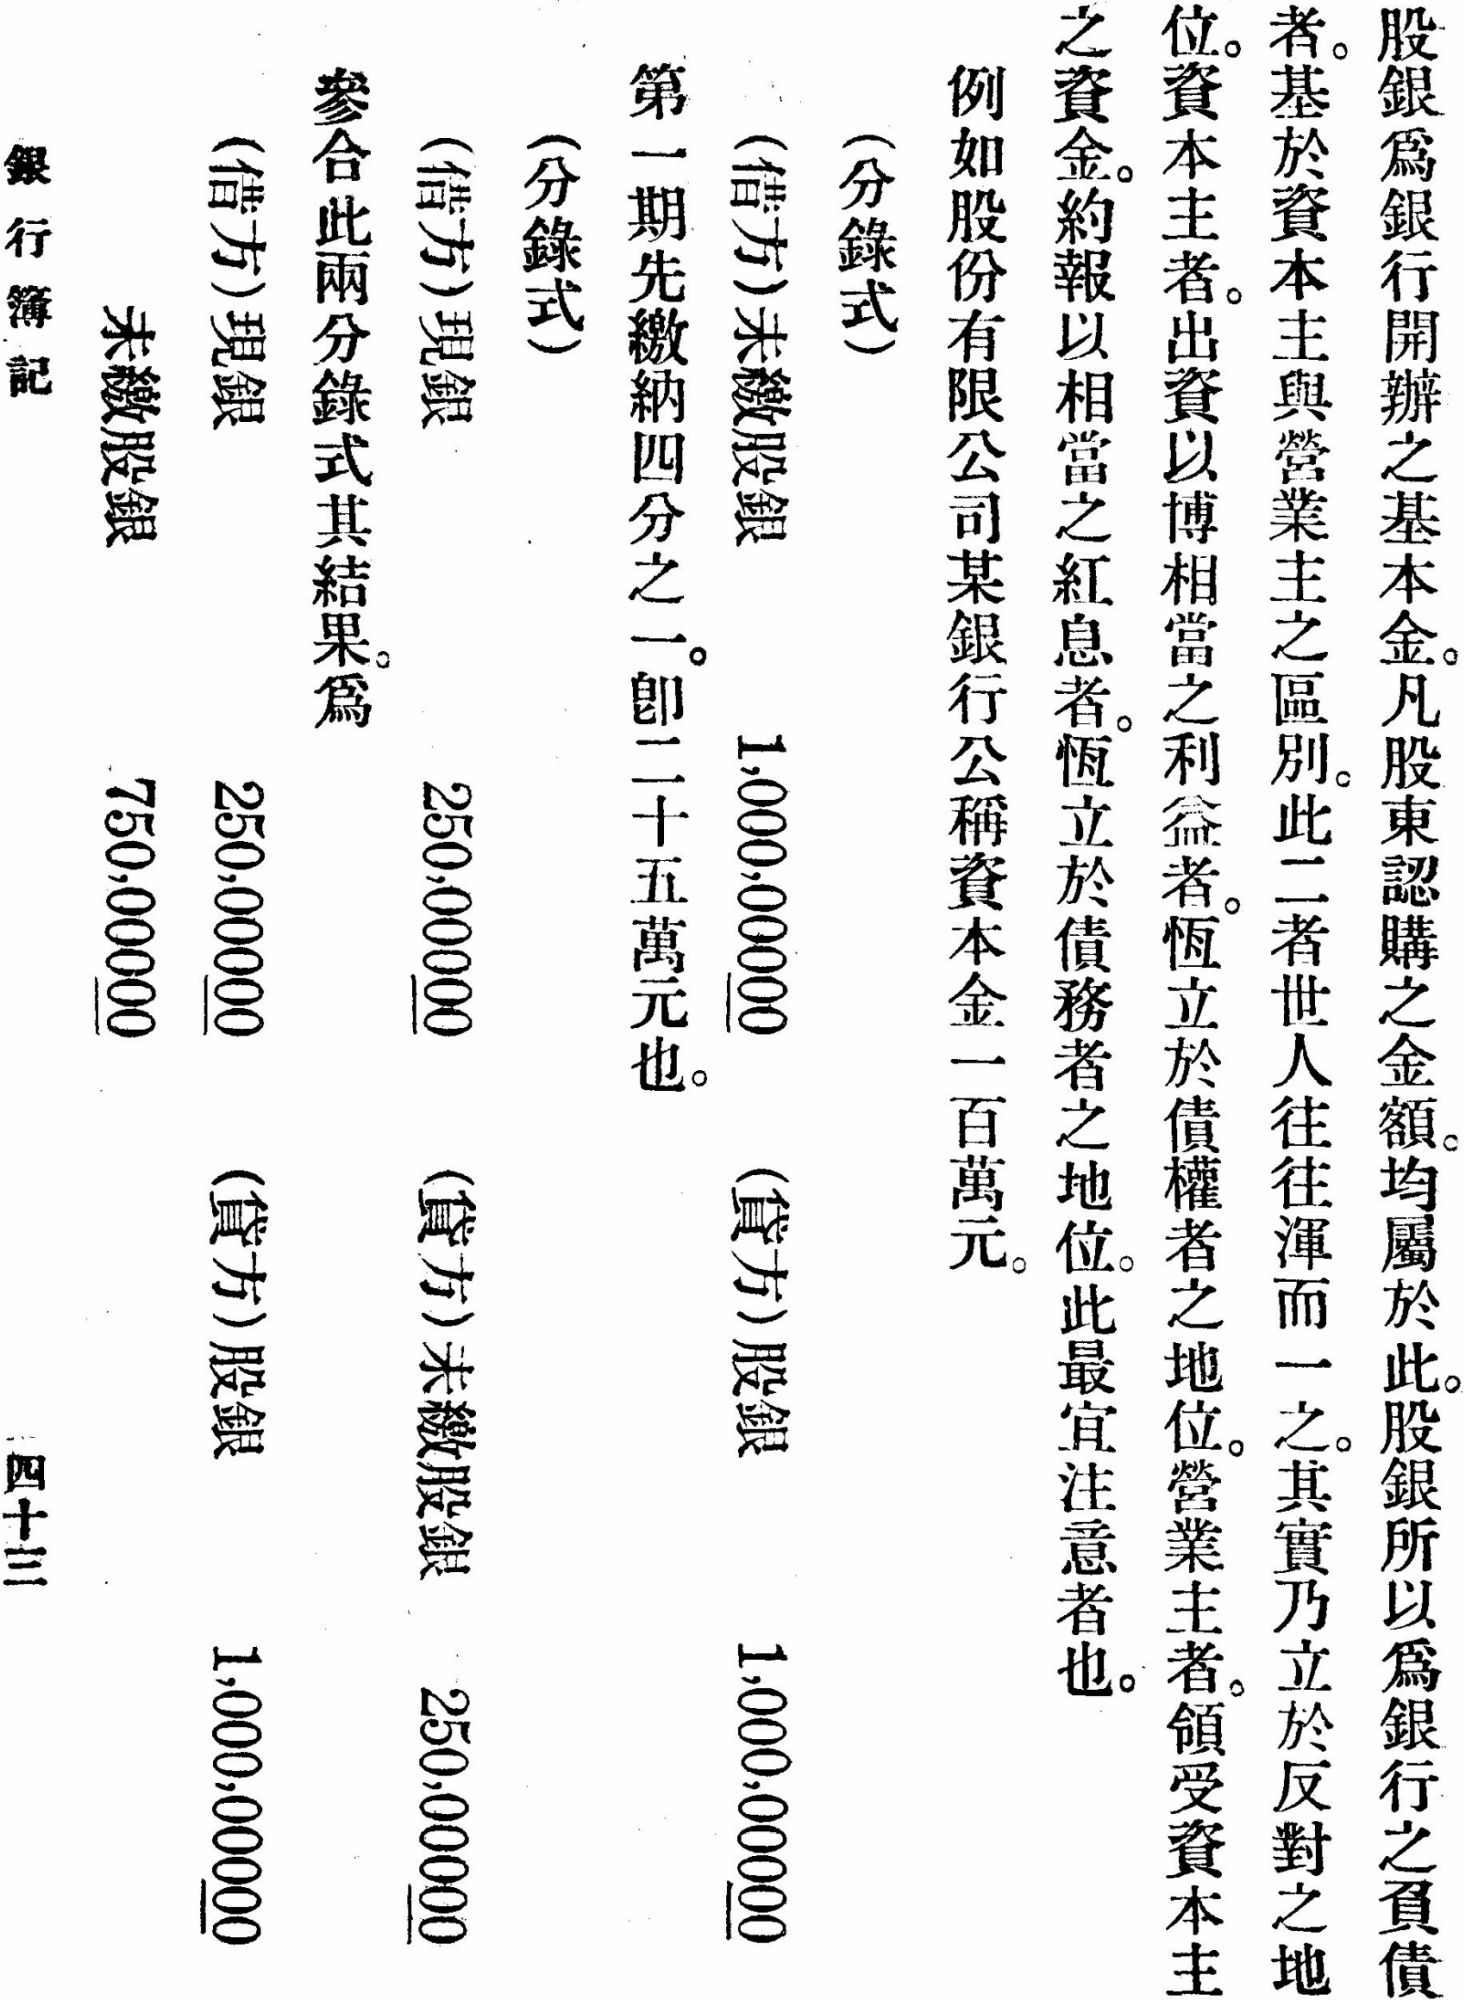 股銀爲銀行開辦之基本金。凡股東認購之金額。均屬於此。股銀所以爲銀行之負債
者。基於資本主與營業主之區別。此二者世人往往渾而一之。其實乃立於反對之地
位。資本主者。出資以博相當之利益者。恆立於債權者之地位。營業主者。領受資本主
之資金。約報以相當之紅息者。恆立於債務者之地位。此最宜注意者也。
例如股份有限公司某銀行公稱資本金一百萬元。
(分錄式)
(借方)未繳股銀 1,000,00000 (貸方)股銀 1,000,00000
第一期先繳納四分之一。卽二十五萬元也。
(分錄式)
(借方)現銀 250,00000 (貸方)未繳股銀 250,00000
參合此兩分錄式其結果。爲
(借方)現銀 250,00000 (貸方)股銀 1,000,00000
未繳股銀 750,00000
銀行簿記 四十三